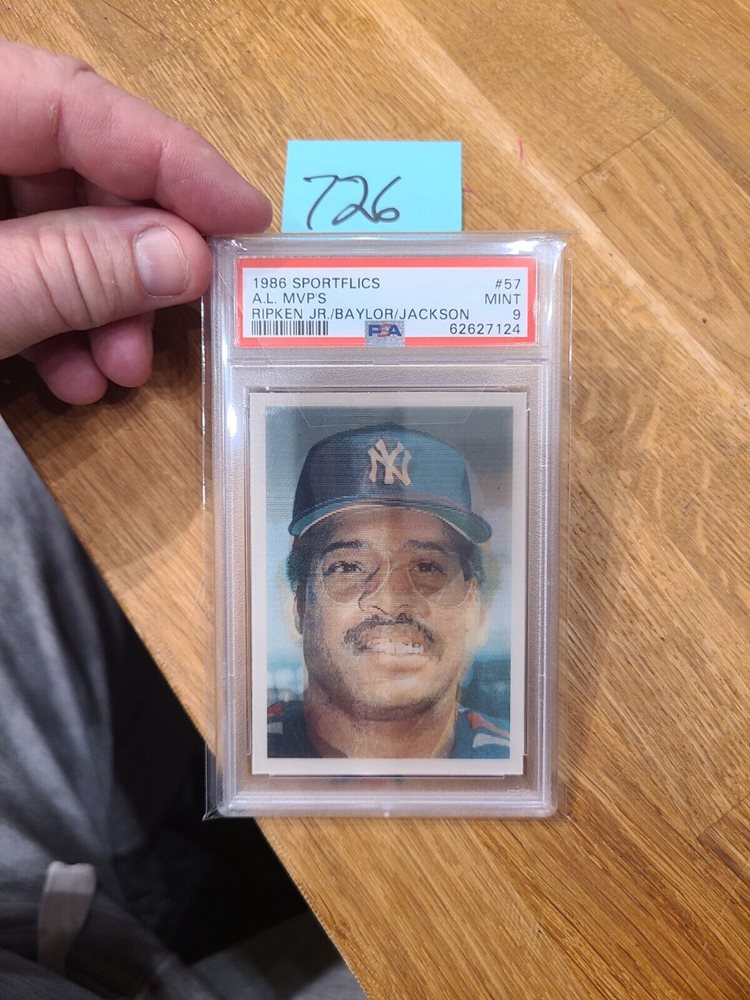 726
1986 SPORTFLICS #57
A.L. MVP'S MINT
RIPKEN JR./BAYLOR/JACKSON 9
PSA 62627124
NY